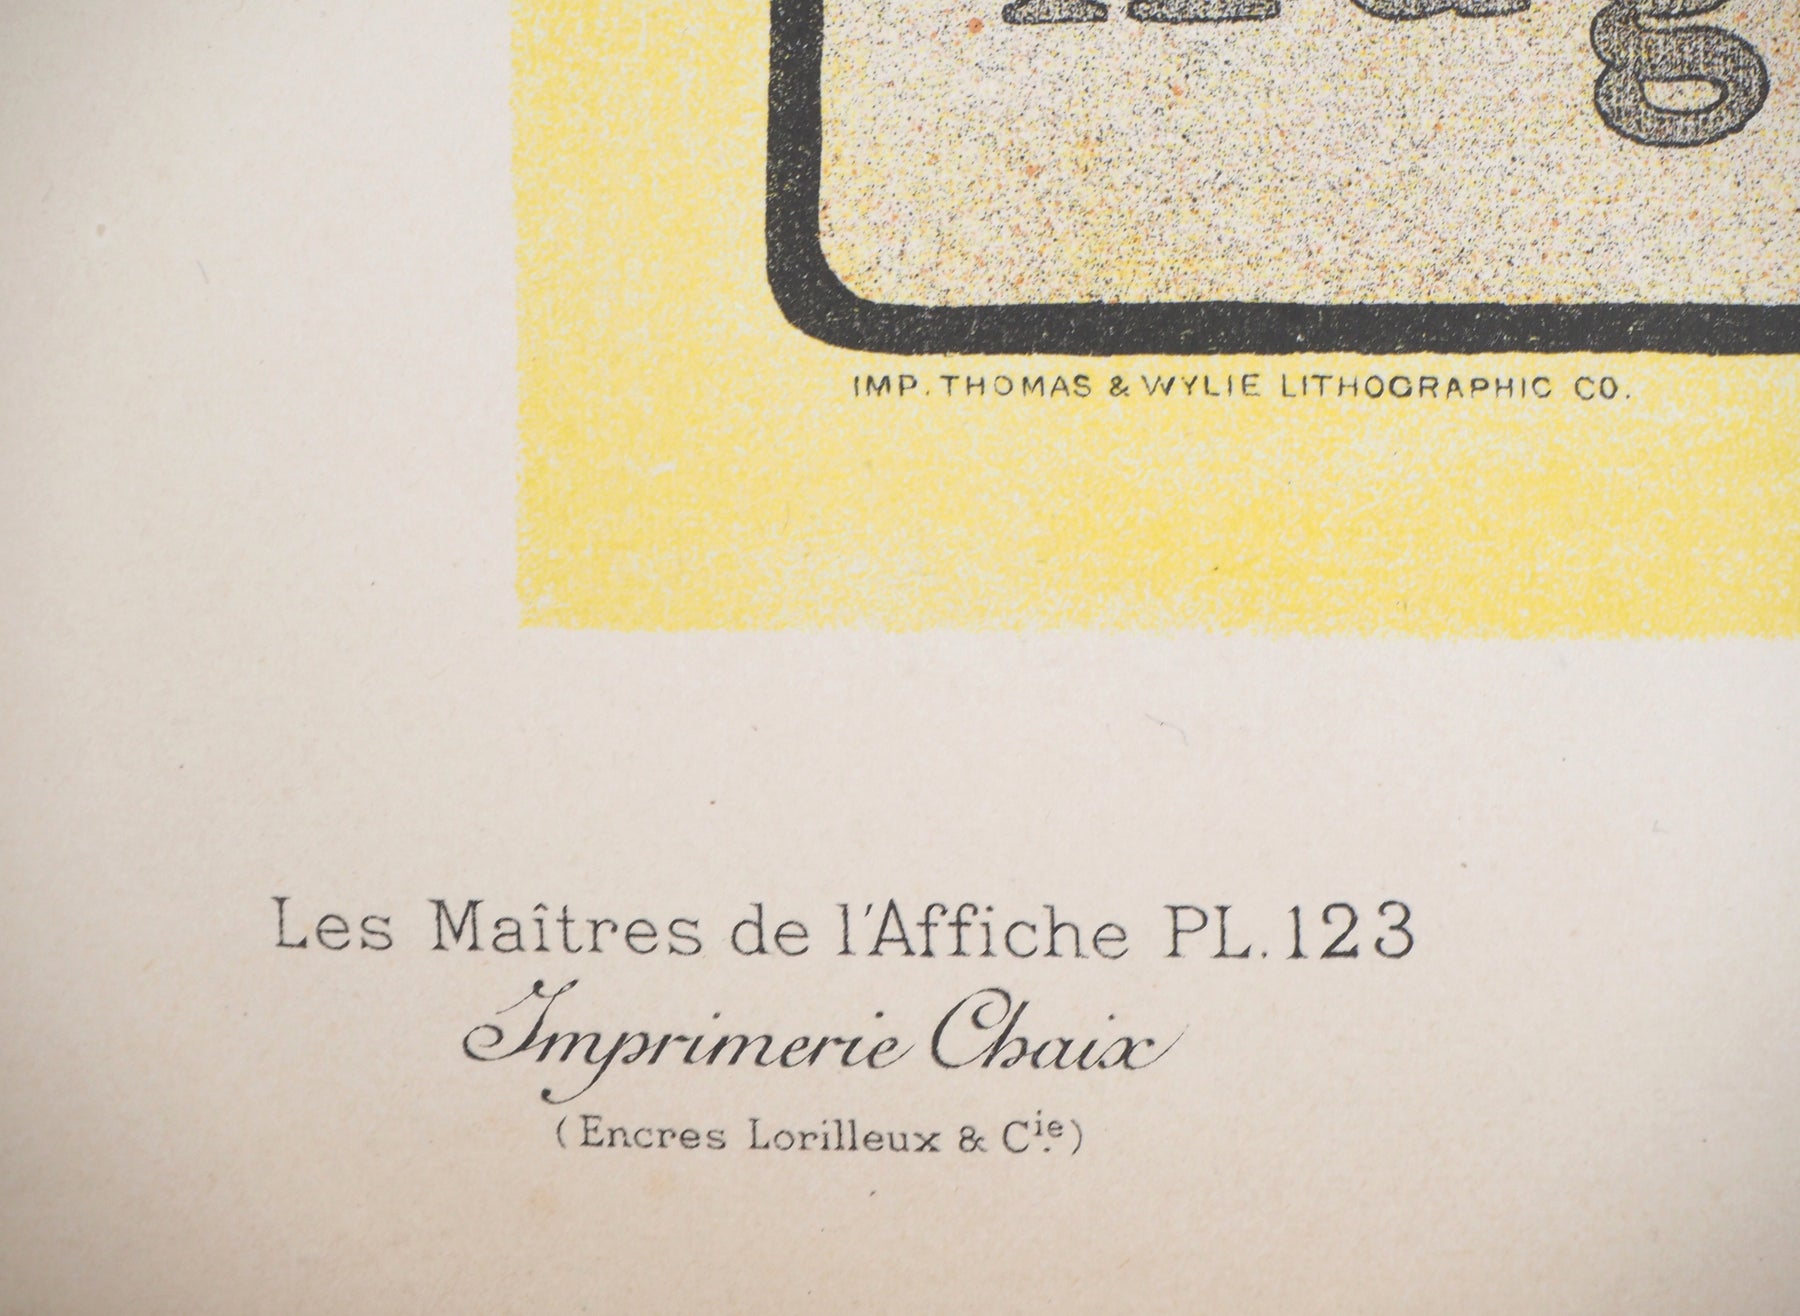 IMP. THOMAS & WYLIE LITHOGRAPHIC CO.
Les Maîtres de l'Affiche PL. 123
Imprimerie Chaix
(Encres Lorilleux & Cie.)